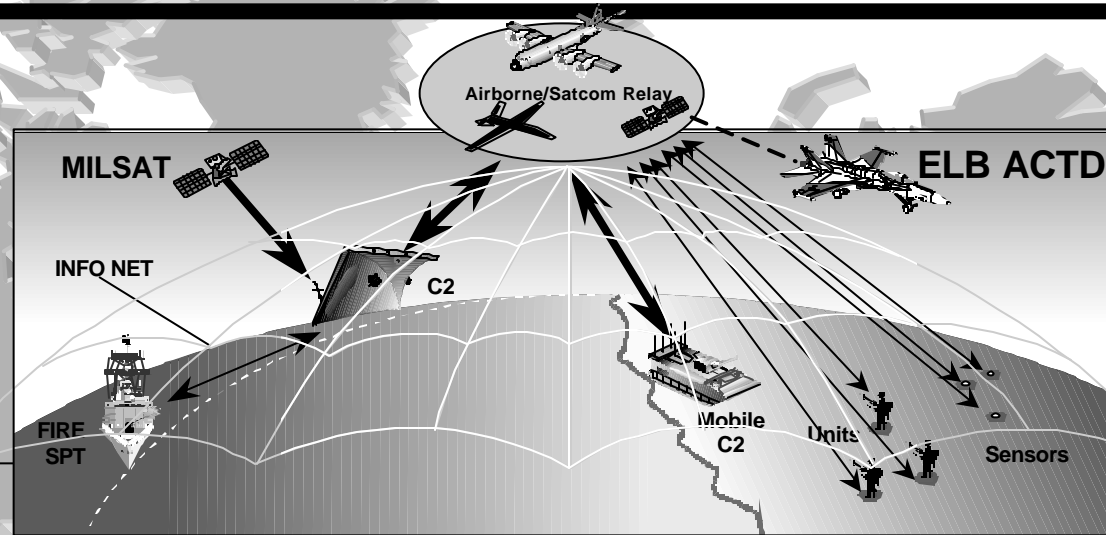 Airborne/Satcom Relay
MILSAT
ELB ACTD
INFO NET
C2
FIRE
SPT
Mobile
C2
Units
Sensors